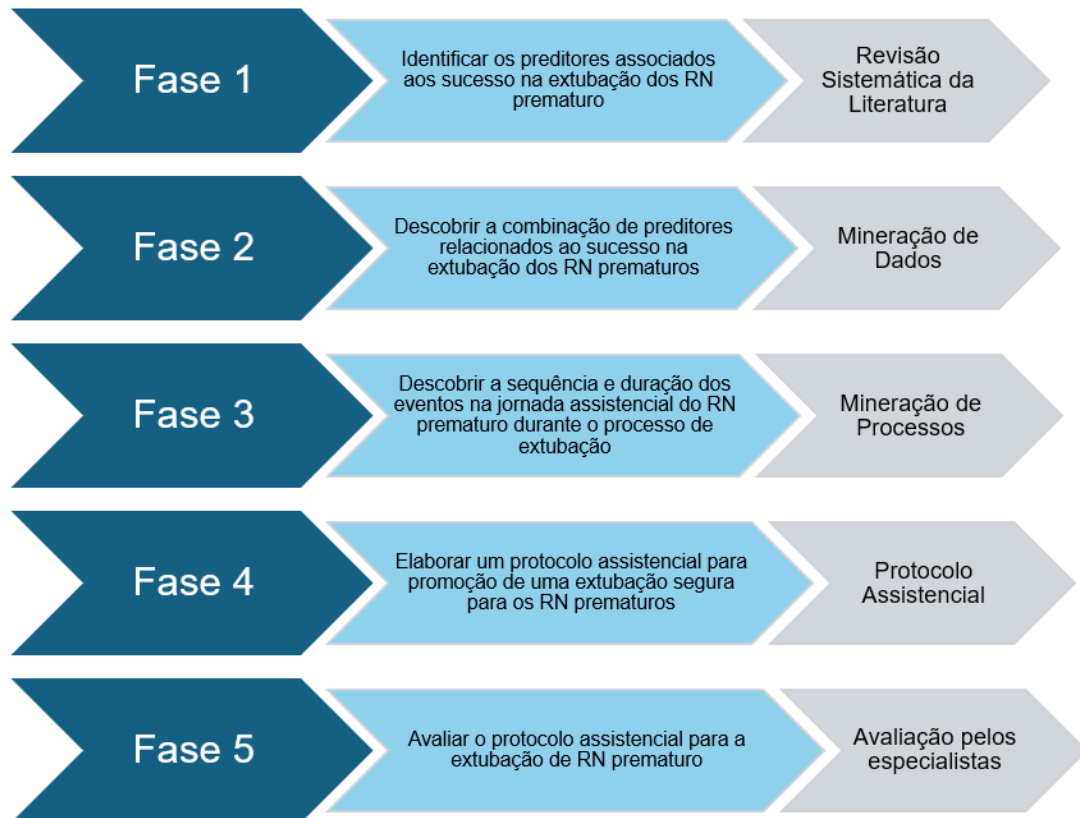 Fase 1
Identificar os preditores associados
aos sucesso na extubação dos RN
prematuro
Revisão
Sistemática da
Literatura
Fase 2
Descobrir a combinação de preditores
relacionados ao sucesso na
extubação dos RN prematuros
Mineração de
Dados
Fase 3
Descobrir a sequência e duração dos
eventos na jornada assistencial do RN
prematuro durante o processo de
extubação
Mineração de
Processos
Fase 4
Elaborar um protocolo assistencial para
promoção de uma extubação segura
para os RN prematuros
Protocolo
Assistencial
Fase 5
Avaliar o protocolo assistencial para a
extubação de RN prematuro
Avaliação pelos
especialistas